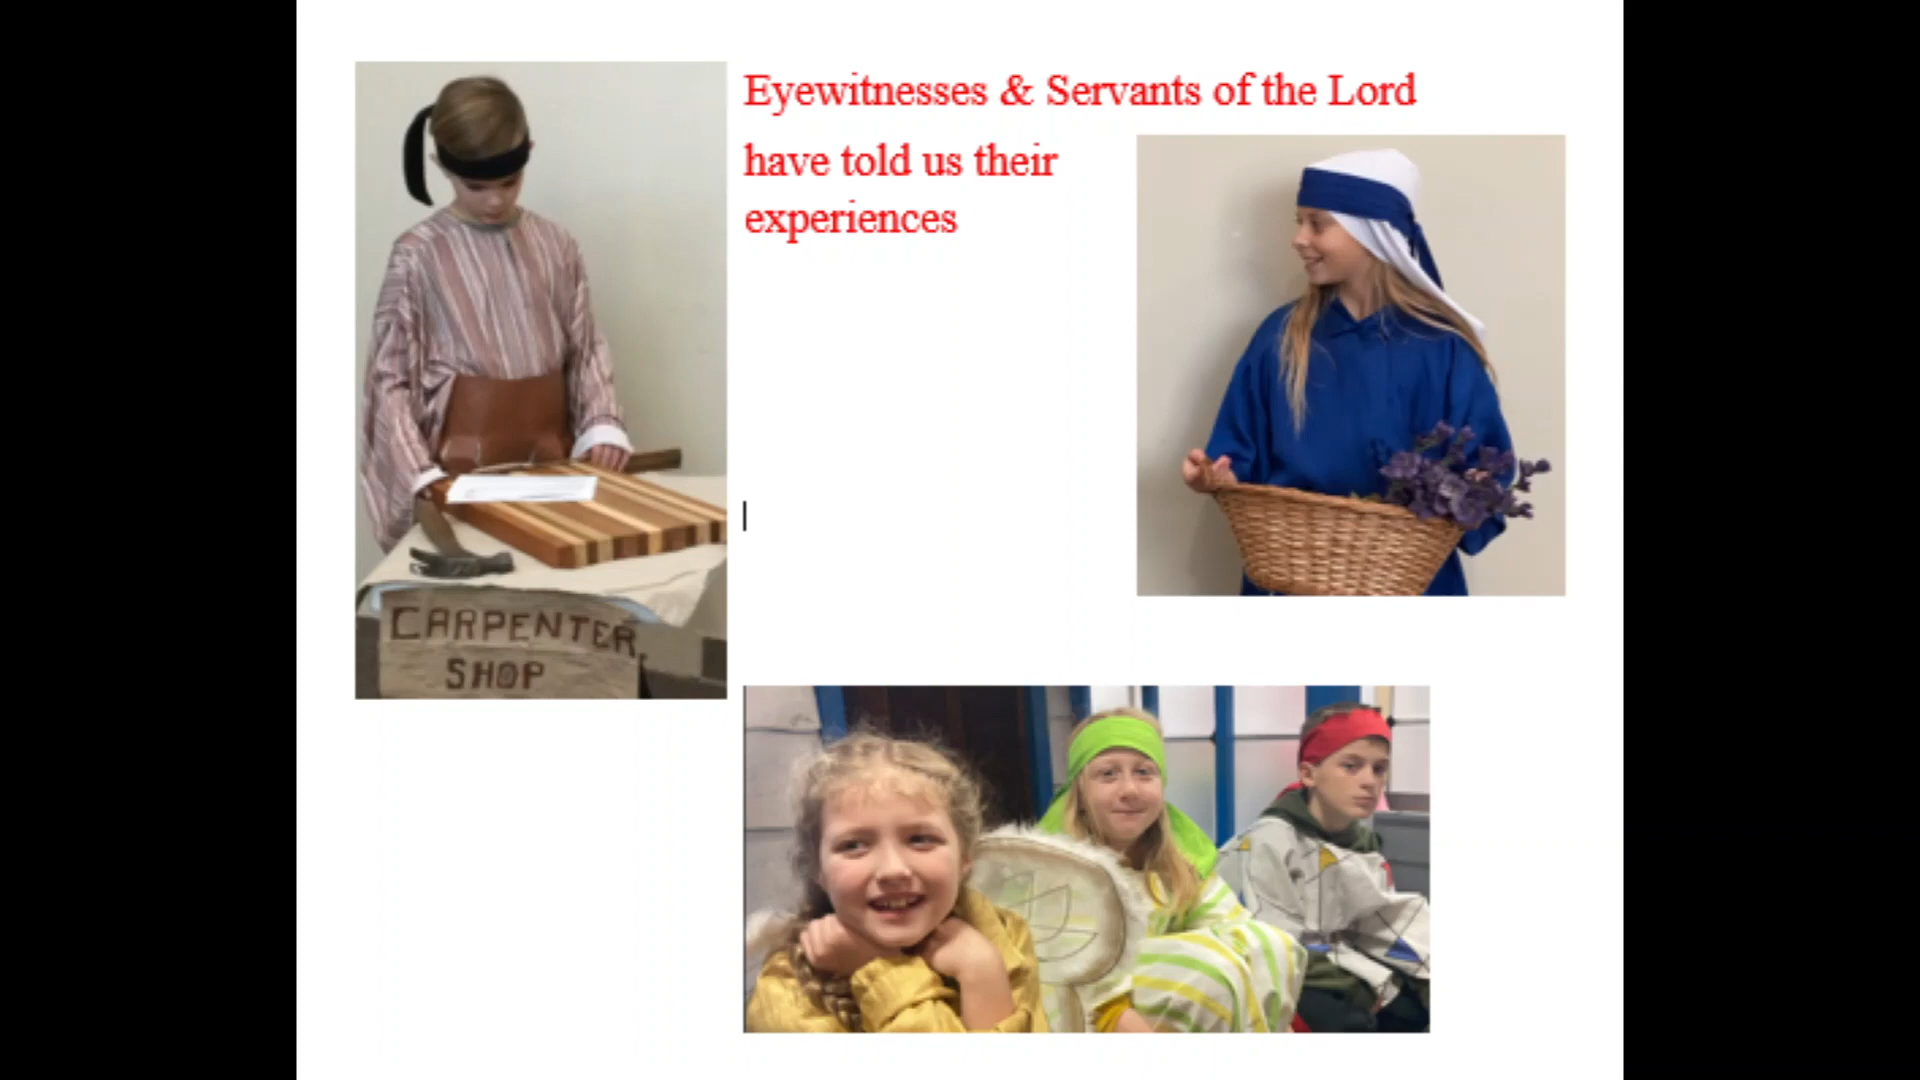 Eyewitnesses & Servants of the Lord
have told us their
experiences
CARPENTER
SHOP